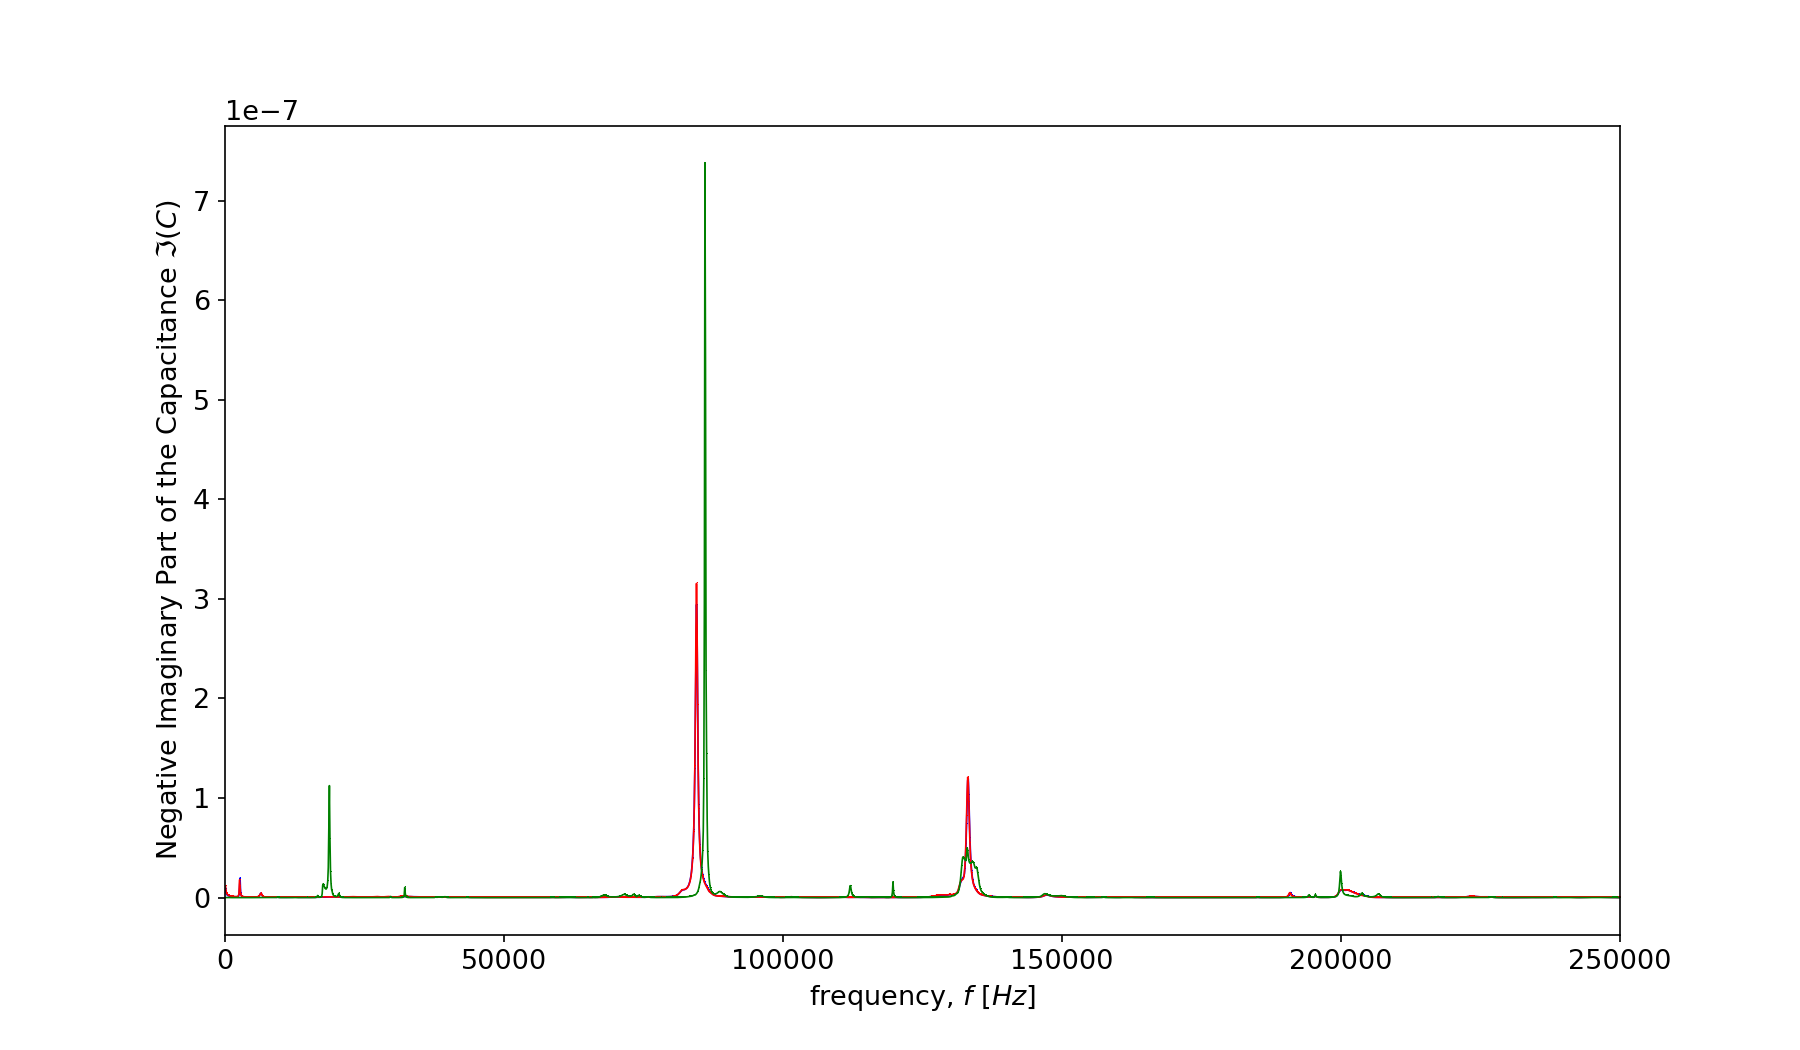 1e−7
Negative Imaginary Part of the Capacitance ℑ(C)
7
6
5
4
3
2
1
0
0 50000 100000 150000 200000 250000
frequency, f [Hz]